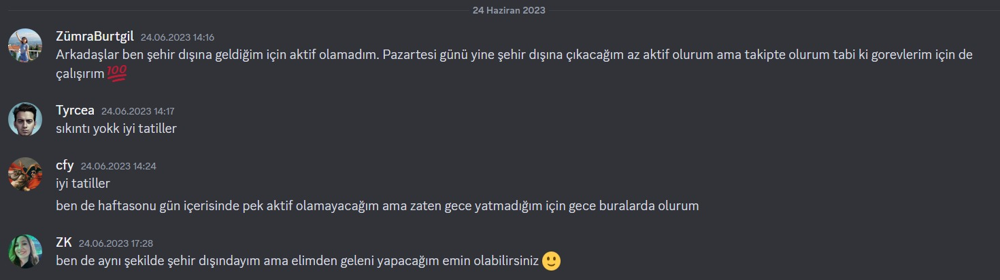 24 Haziran 2023
ZümraBurtgil 24.06.2023 14:16
Arkadaşlar ben şehir dışına geldiğim için aktif olamadım. Pazartesi günü yine şehir dışına çıkacağım az aktif olurum ama takipte olurum tabi ki gorevlerim için de
çalışırım 💯
Tyrcea 24.06.2023 14:17
sıkıntı yokk iyi tatiller
cfy 24.06.2023 14:24
iyi tatiller
ben de haftasonu gün içerisinde pek aktif olamayacağım ama zaten gece yatmadığım için gece buralarda olurum
ZK 24.06.2023 17:28
ben de aynı şekilde şehir dışındayım ama elimden geleni yapacağım emin olabilirsiniz 🙂